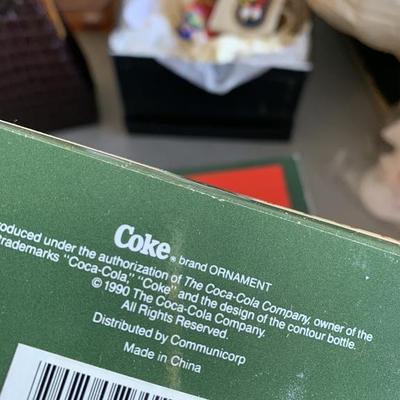 Coke® brand ORNAMENT
roduced under the authorization of The Coca-Cola Company, owner of the
trademarks "Coca-Cola," "Coke" and the design of the contour bottle.
© 1990 The Coca-Cola Company.
All Rights Reserved.
Distributed by Communicorp
Made in China